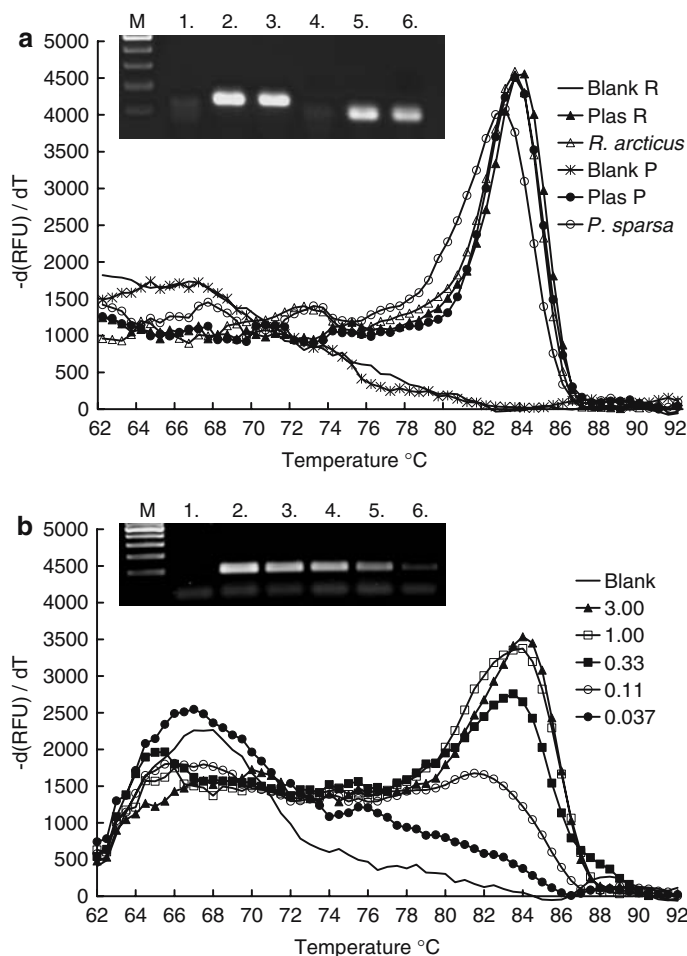 a
M 1. 2. 3. 4. 5. 6.
5000
4500
4000
3500
3000
2500
2000
1500
1000
500
0
-d(RFU) / dT
Blank R
Plas R
R. arcticus
Blank P
Plas P
P. sparsa
62 64 66 68 70 72 74 76 78 80 82 84 86 88 90 92
Temperature °C
b
M 1. 2. 3. 4. 5. 6.
5000
4500
4000
3500
3000
2500
2000
1500
1000
500
0
-d(RFU) / dT
Blank
3.00
1.00
0.33
0.11
0.037
62 64 66 68 70 72 74 76 78 80 82 84 86 88 90 92
Temperature °C